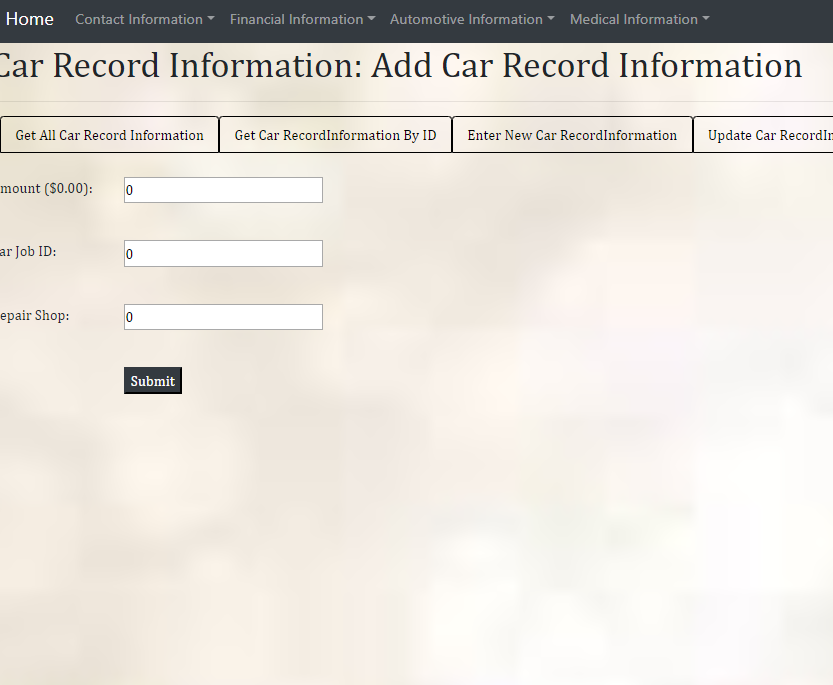 Home Contact Information Financial Information Automotive Information Medical Information
Car Record Information: Add Car Record Information
Get All Car Record Information Get Car RecordInformation By ID Enter New Car RecordInformation Update Car RecordIn
mount ($0.00): 0
ar Job ID: 0
epair Shop: 0
Submit